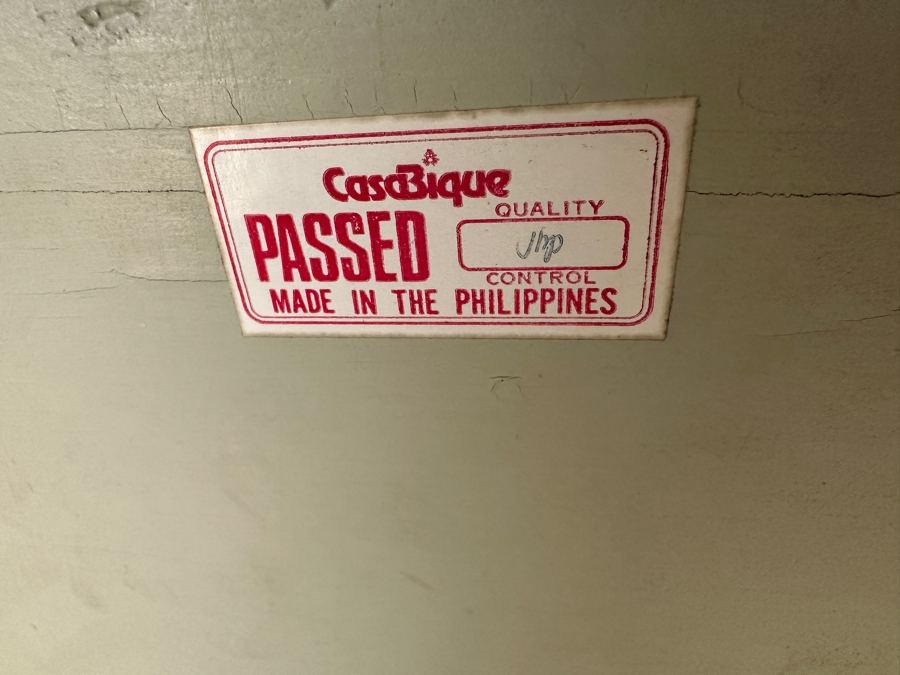 CasaBique
PASSED
QUALITY
CONTROL
MADE IN THE PHILIPPINES